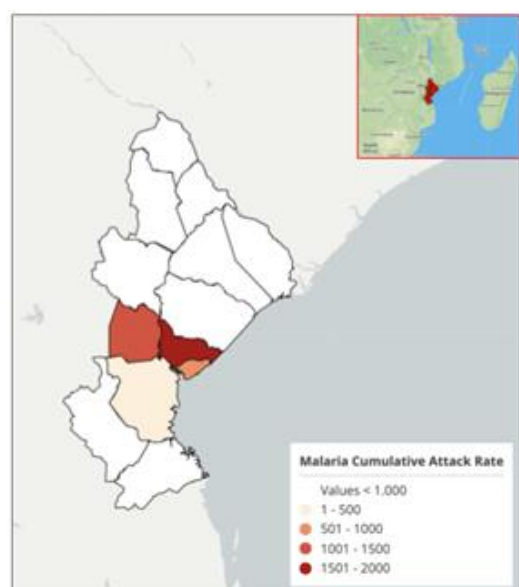 Malaria Cumulative Attack Rate
Values < 1,000
1 - 500
501 - 1000
1001 - 1500
1501 - 2000